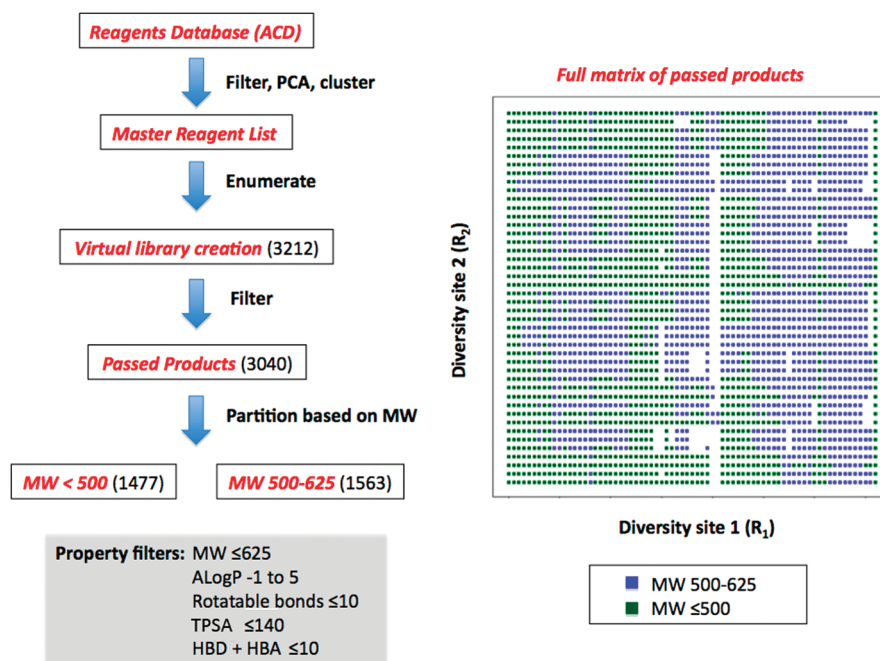 Reagents Database (ACD)
Filter, PCA, cluster
Master Reagent List
Enumerate
Virtual library creation (3212)
Filter
Passed Products (3040)
Partition based on MW
MW < 500 (1477)
MW 500-625 (1563)
Property filters: MW ≤625
ALogP -1 to 5
Rotatable bonds ≤10
TPSA ≤140
HBD + HBA ≤10
Full matrix of passed products
Diversity site 2 (R2)
Diversity site 1 (R1)
MW 500-625
MW ≤500